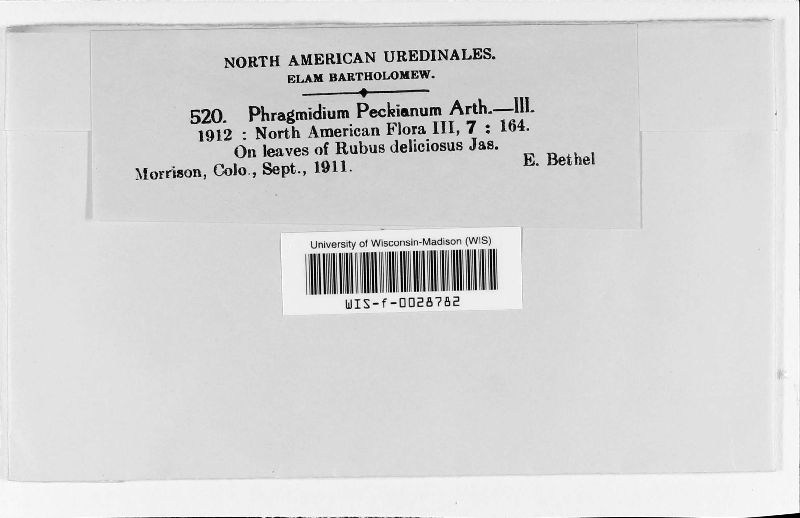 NORTH AMERICAN UREDINALES.
ELAM BARTHOLOMEW.
520. Phragmidium Peckianum Arth.—III.
1912 : North American Flora III, 7 : 164.
On leaves of Rubus deliciosus Jas.
Morrison, Colo., Sept., 1911. E. Bethel
University of Wisconsin-Madison (WIS)
WIS-f-0028782